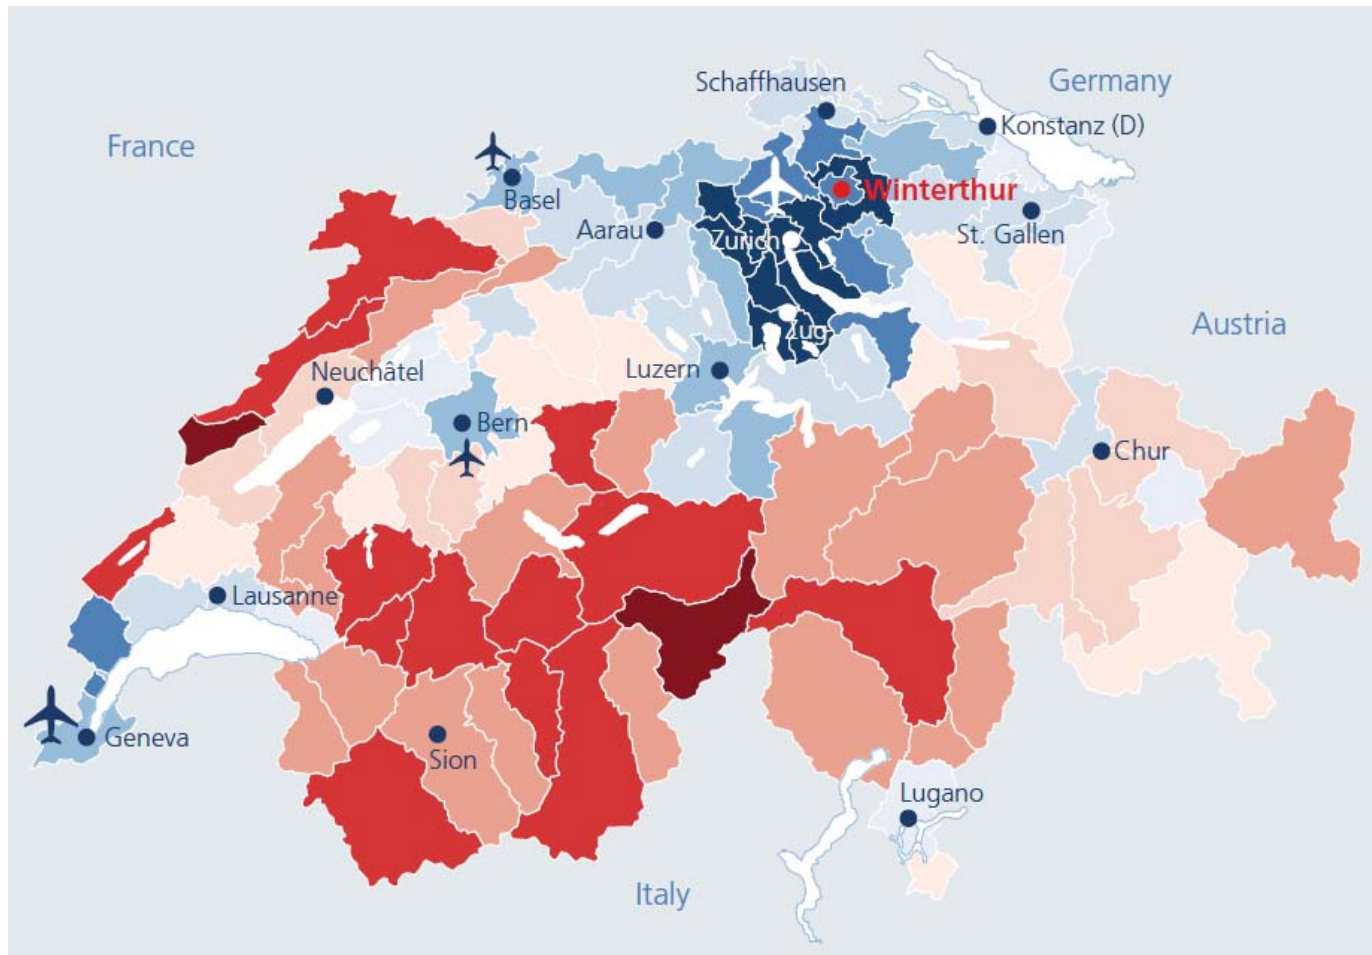 Schaffhausen
Germany
France
Konstanz (D)
Basel
Winterthur
Aarau
Zurich
St. Gallen
Austria
Zug
Luzern
Neuchâtel
Bern
Chur
Lausanne
Geneva
Sion
Lugano
Italy